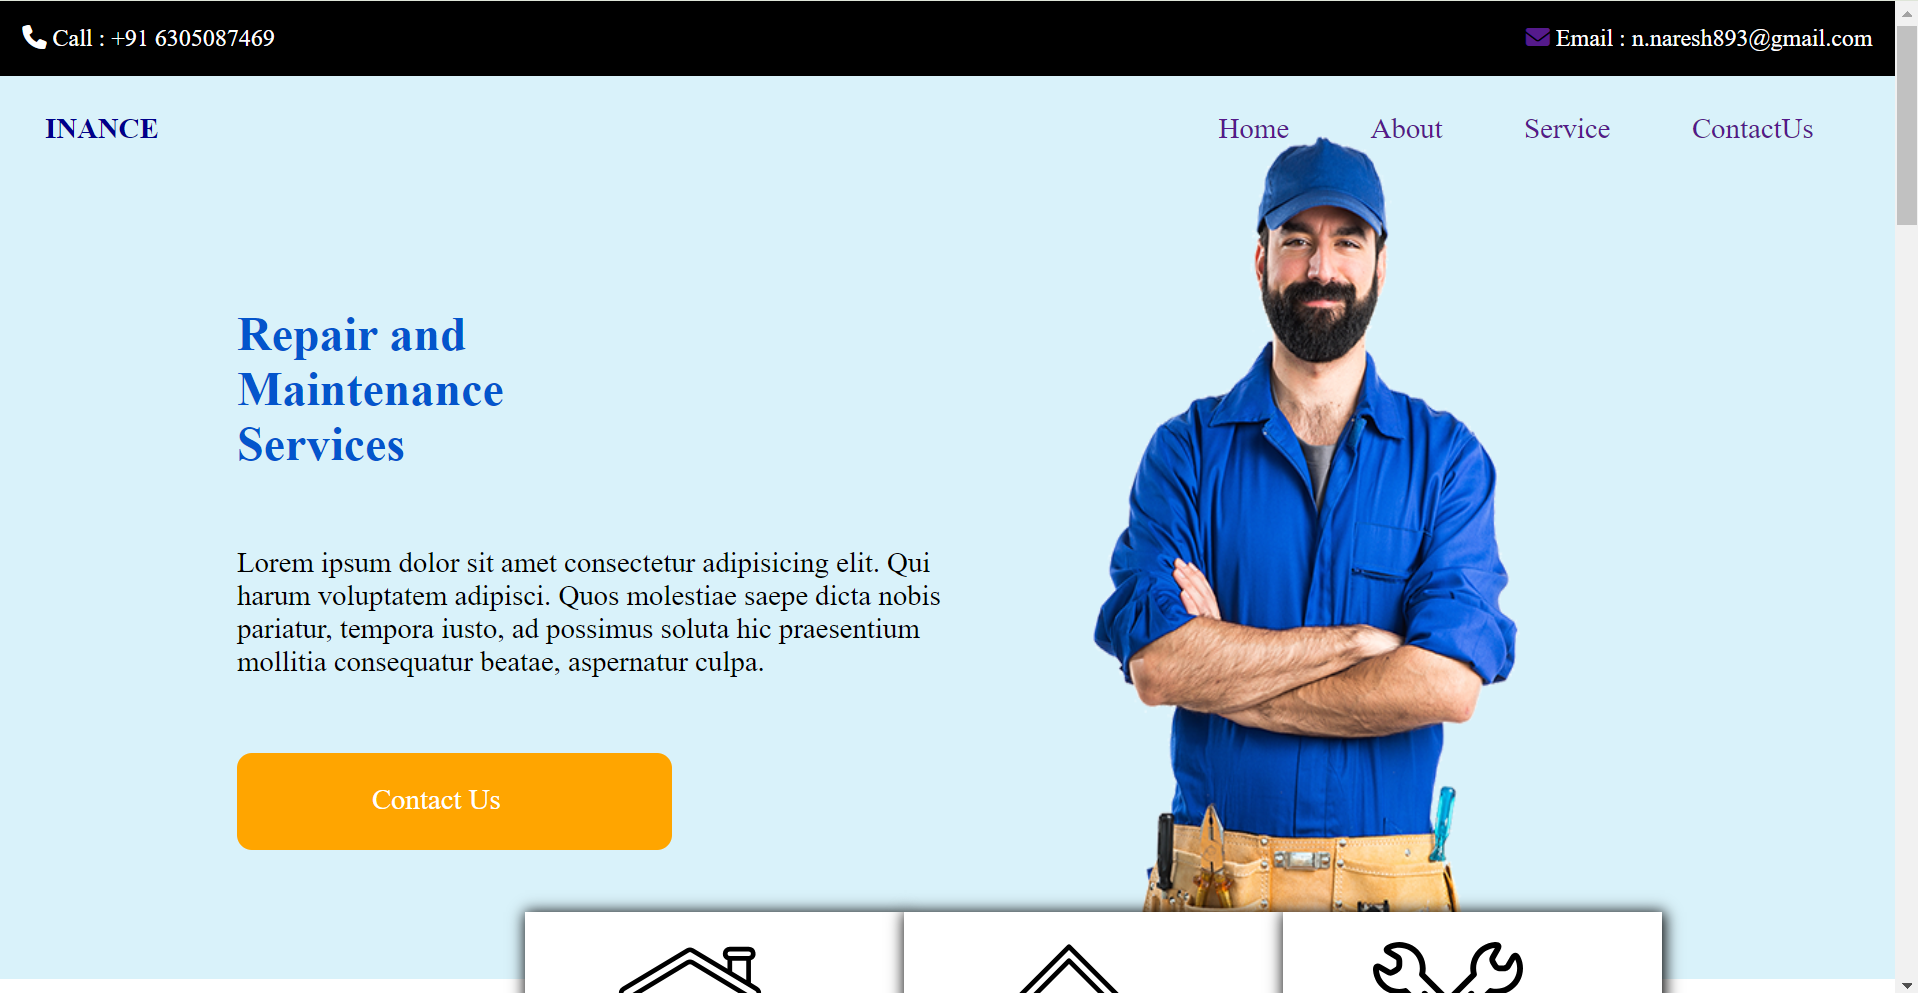 Call : +91 6305087469
Email : n.naresh893@gmail.com
INANCE
Home
About
Service
ContactUs
Repair and
Maintenance
Services
Lorem ipsum dolor sit amet consectetur adipisicing elit. Qui
harum voluptatem adipisci. Quos molestiae saepe dicta nobis
pariatur, tempora iusto, ad possimus soluta hic praesentium
mollitia consequatur beatae, aspernatur culpa.
Contact Us